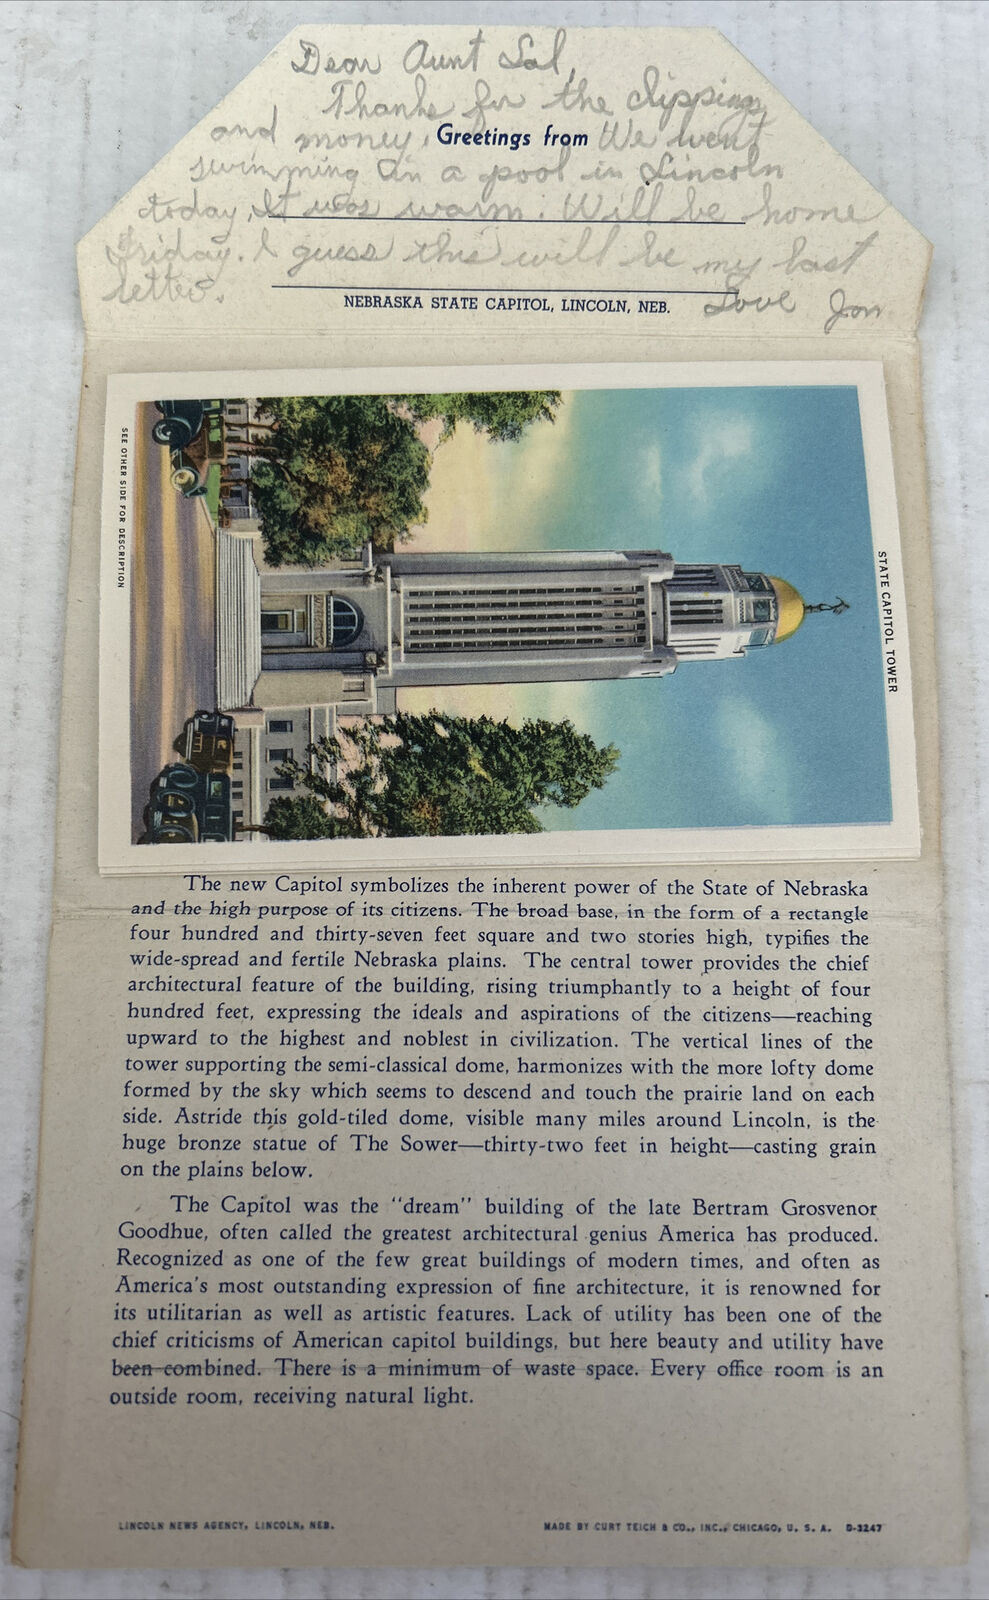 Dear Aunt Sal,
Thanks for the clippings
and money. We went
Greetings from
swimming in a pool in Lincoln
today, It was warm. Will be home
Friday. I guess this will be my last
letter.
Love Jon
NEBRASKA STATE CAPITOL, LINCOLN, NEB.
STATE CAPITOL TOWER
SEE OTHER SIDE FOR DESCRIPTION
The new Capitol symbolizes the inherent power of the State of Nebraska
and the high purpose of its citizens. The broad base, in the form of a rectangle
four hundred and thirty-seven feet square and two stories high, typifies the
wide-spread and fertile Nebraska plains. The central tower provides the chief
architectural feature of the building, rising triumphantly to a height of four
hundred feet, expressing the ideals and aspirations of the citizens—reaching
upward to the highest and noblest in civilization. The vertical lines of the
tower supporting the semi-classical dome, harmonizes with the more lofty dome
formed by the sky which seems to descend and touch the prairie land on each
side. Astride this gold-tiled dome, visible many miles around Lincoln, is the
huge bronze statue of The Sower—thirty-two feet in height—casting grain
on the plains below.
The Capitol was the "dream" building of the late Bertram Grosvenor
Goodhue, often called the greatest architectural genius America has produced.
Recognized as one of the few great buildings of modern times, and often as
America's most outstanding expression of fine architecture, it is renowned for
its utilitarian as well as artistic features. Lack of utility has been one of the
chief criticisms of American capitol buildings, but here beauty and utility have
been combined. There is a minimum of waste space. Every office room is an
outside room, receiving natural light.
LINCOLN NEWS AGENCY, LINCOLN, NEB.
MADE BY CURT TEICH & CO., INC., CHICAGO, U. S. A. D-3247